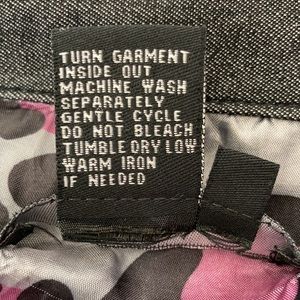 TURN GARMENT
INSIDE OUT
MACHINE WASH
SEPARATELY
GENTLE CYCLE
DO NOT BLEACH
TUMBLE DRY LOW
WARM IRON
IF NEEDED